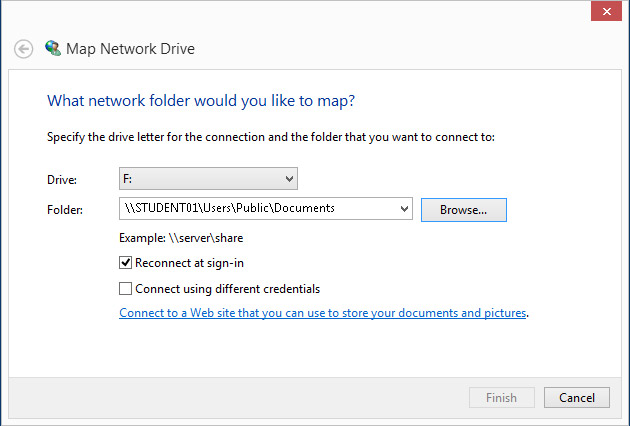 Map Network Drive
What network folder would you like to map?
Specify the drive letter for the connection and the folder that you want to connect to:
Drive: F:
Folder: \\STUDENT01\Users\Public\Documents Browse...
Example: \\server\share
Reconnect at sign-in
Connect using different credentials
Connect to a Web site that you can use to store your documents and pictures.
Finish Cancel